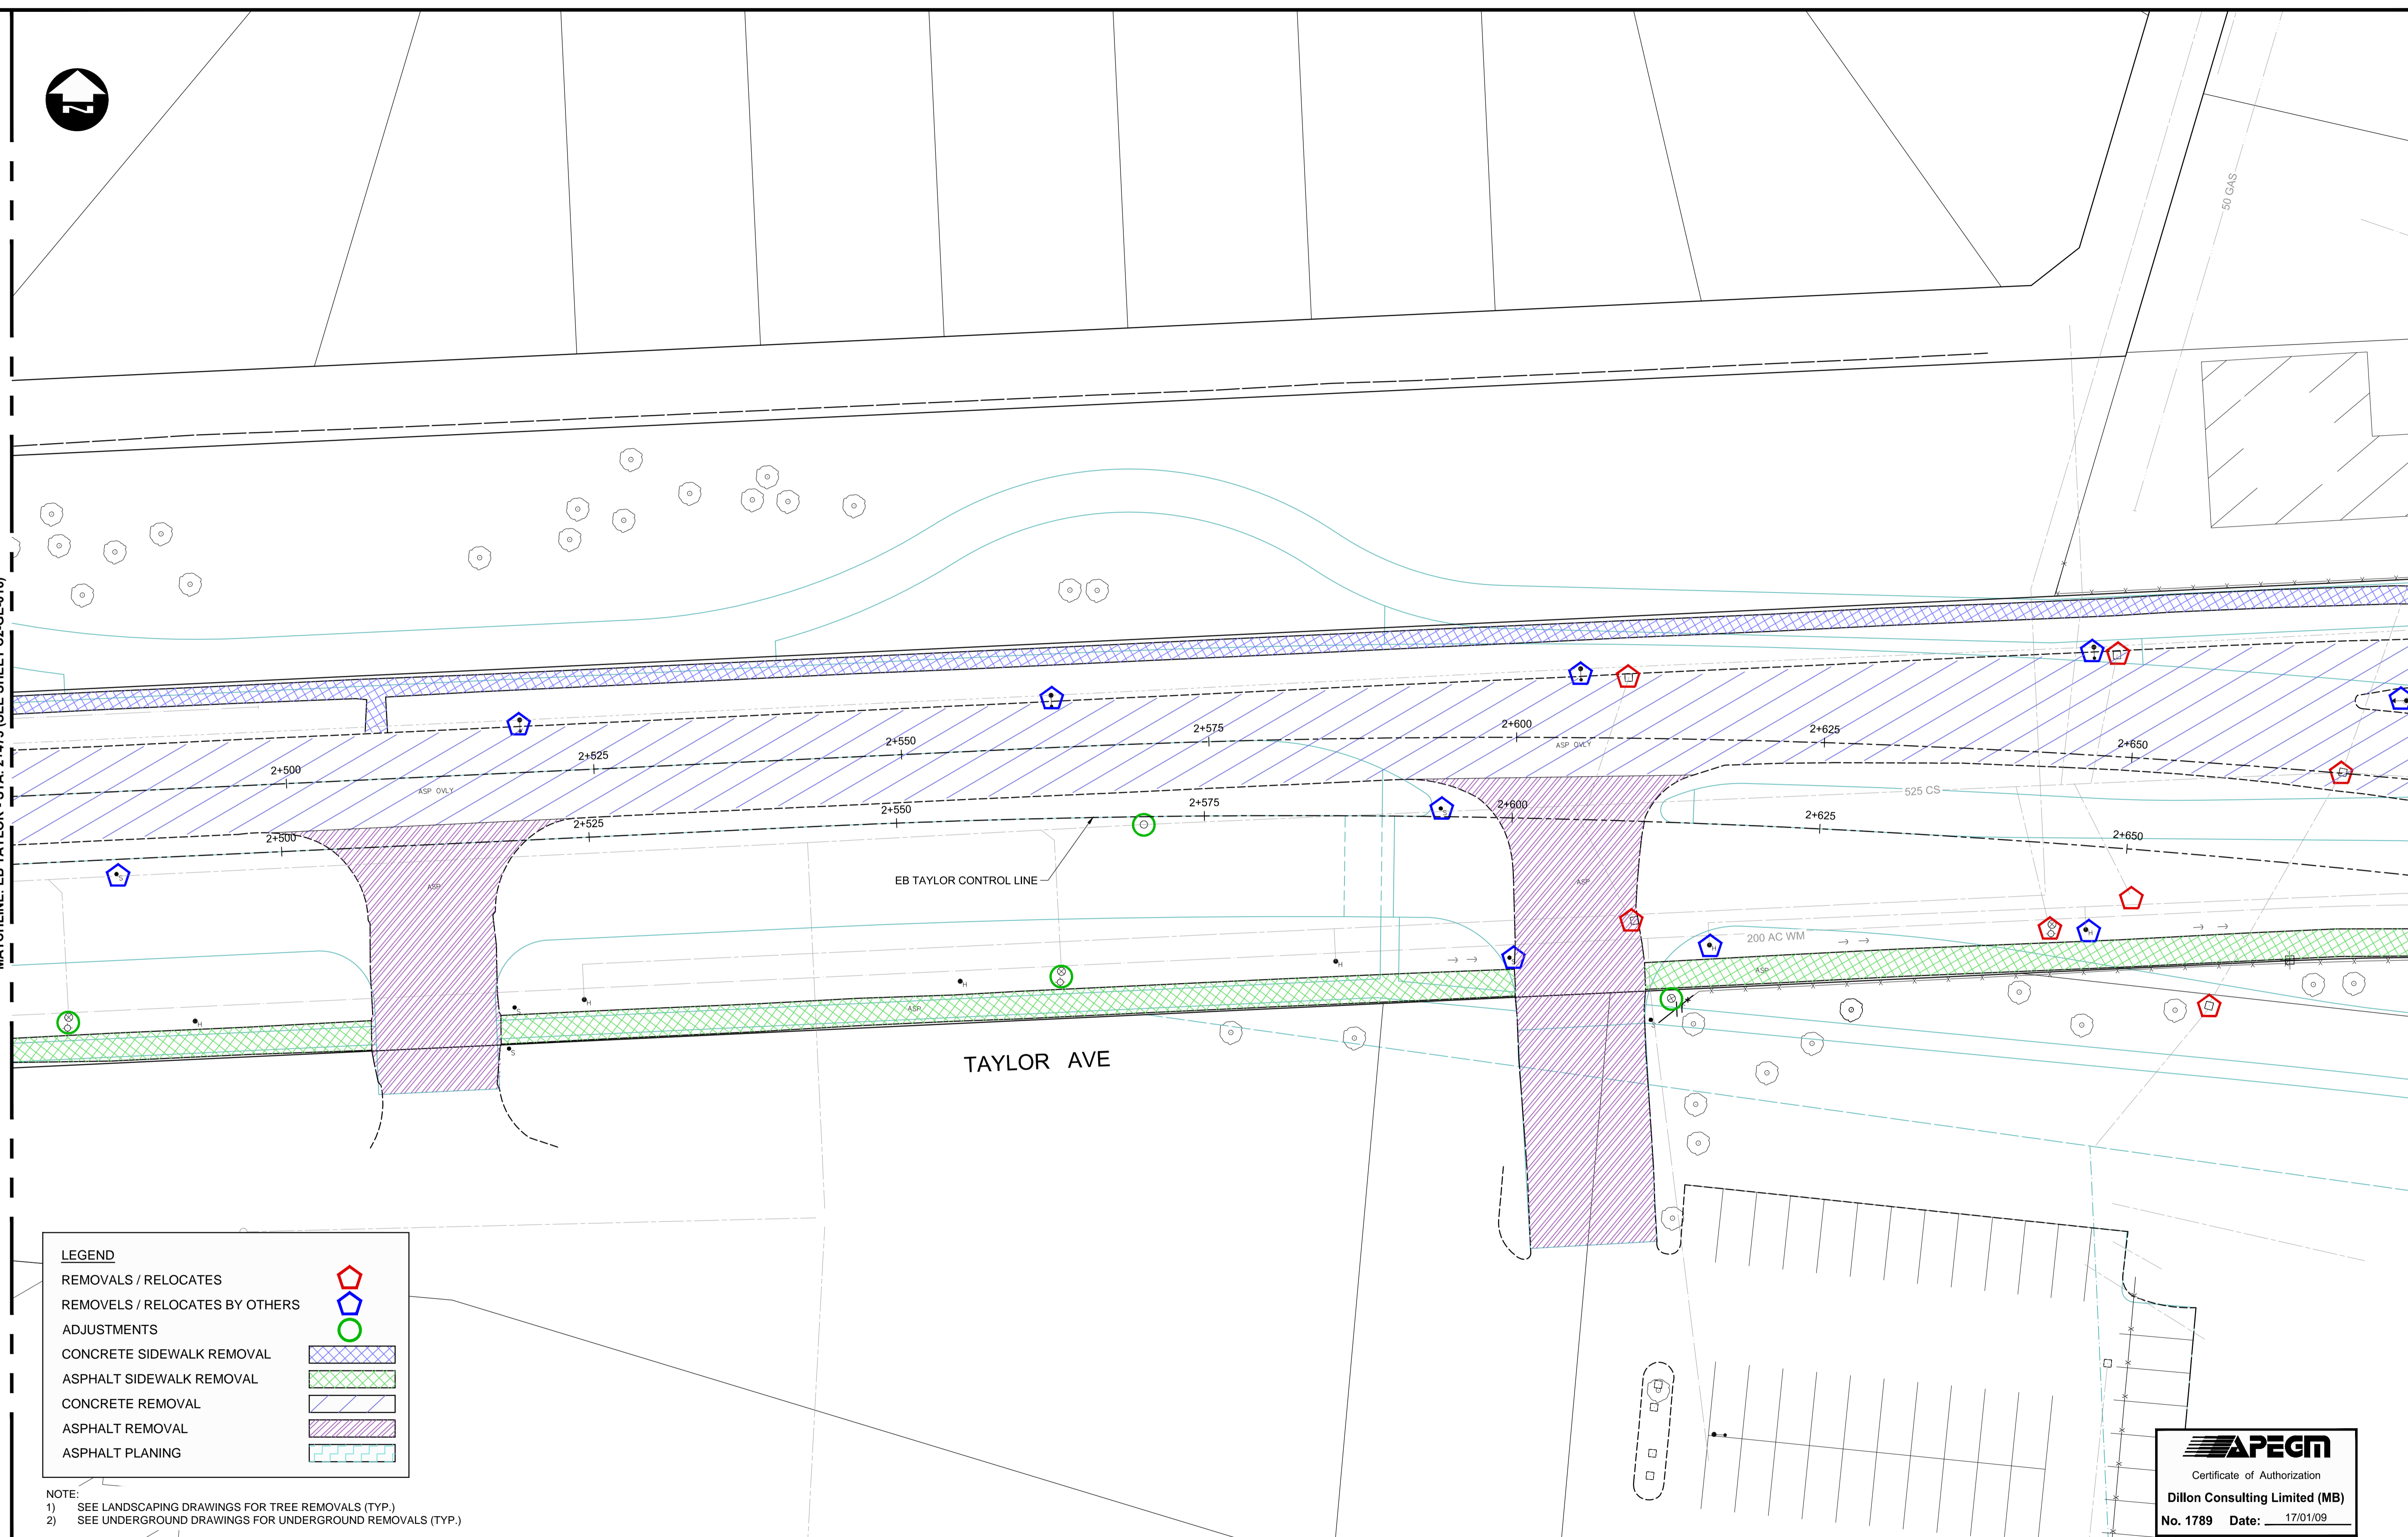 50 GAS
2+500
2+525
2+550
2+575
2+600
2+625
2+650
ASP OVLY
ASP OVLY
2+500
2+525
2+550
2+575
2+600
2+625
2+650
525 CS
EB TAYLOR CONTROL LINE
ASP
ASP
200 AC WM
ASP
ASP
S
S
S
S
S
S
H
H
H
H
H
H
TAYLOR AVE
LEGEND
REMOVALS / RELOCATES
REMOVELS / RELOCATES BY OTHERS
ADJUSTMENTS
CONCRETE SIDEWALK REMOVAL
ASPHALT SIDEWALK REMOVAL
CONCRETE REMOVAL
ASPHALT REMOVAL
ASPHALT PLANING
NOTE:
1) SEE LANDSCAPING DRAWINGS FOR TREE REMOVALS (TYP.)
2) SEE UNDERGROUND DRAWINGS FOR UNDERGROUND REMOVALS (TYP.)
APEGM
Certificate of Authorization
Dillon Consulting Limited (MB)
No. 1789 Date: 17/01/09